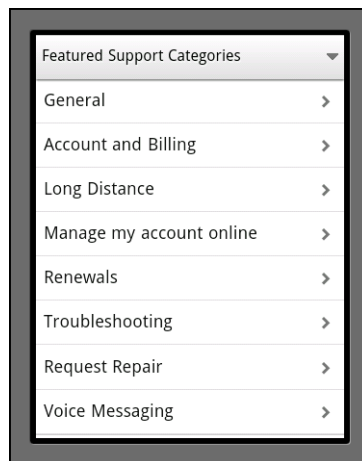 Featured Support Categories
General
Account and Billing
Long Distance
Manage my account online
Renewals
Troubleshooting
Request Repair
Voice Messaging